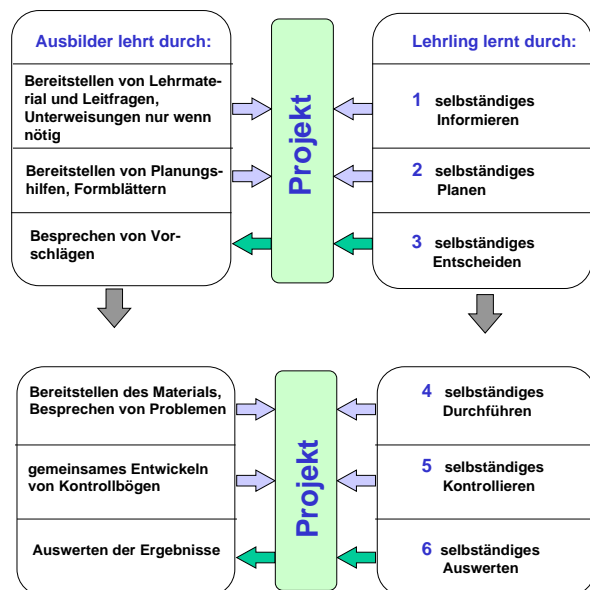 Ausbilder lehrt durch:
Bereitstellen von Lehrmate-
rial und Leitfragen,
Unterweisungen nur wenn
nötig
Bereitstellen von Planungs-
hilfen, Formblättern
Besprechen von Vor-
schlägen
Projekt
Lehrling lernt durch:
1 selbständiges
Informieren
2 selbständiges
Planen
3 selbständiges
Entscheiden
Bereitstellen des Materials,
Besprechen von Problemen
gemeinsames Entwickeln
von Kontrollbögen
Auswerten der Ergebnisse
Projekt
4 selbständiges
Durchführen
5 selbständiges
Kontrollieren
6 selbständiges
Auswerten